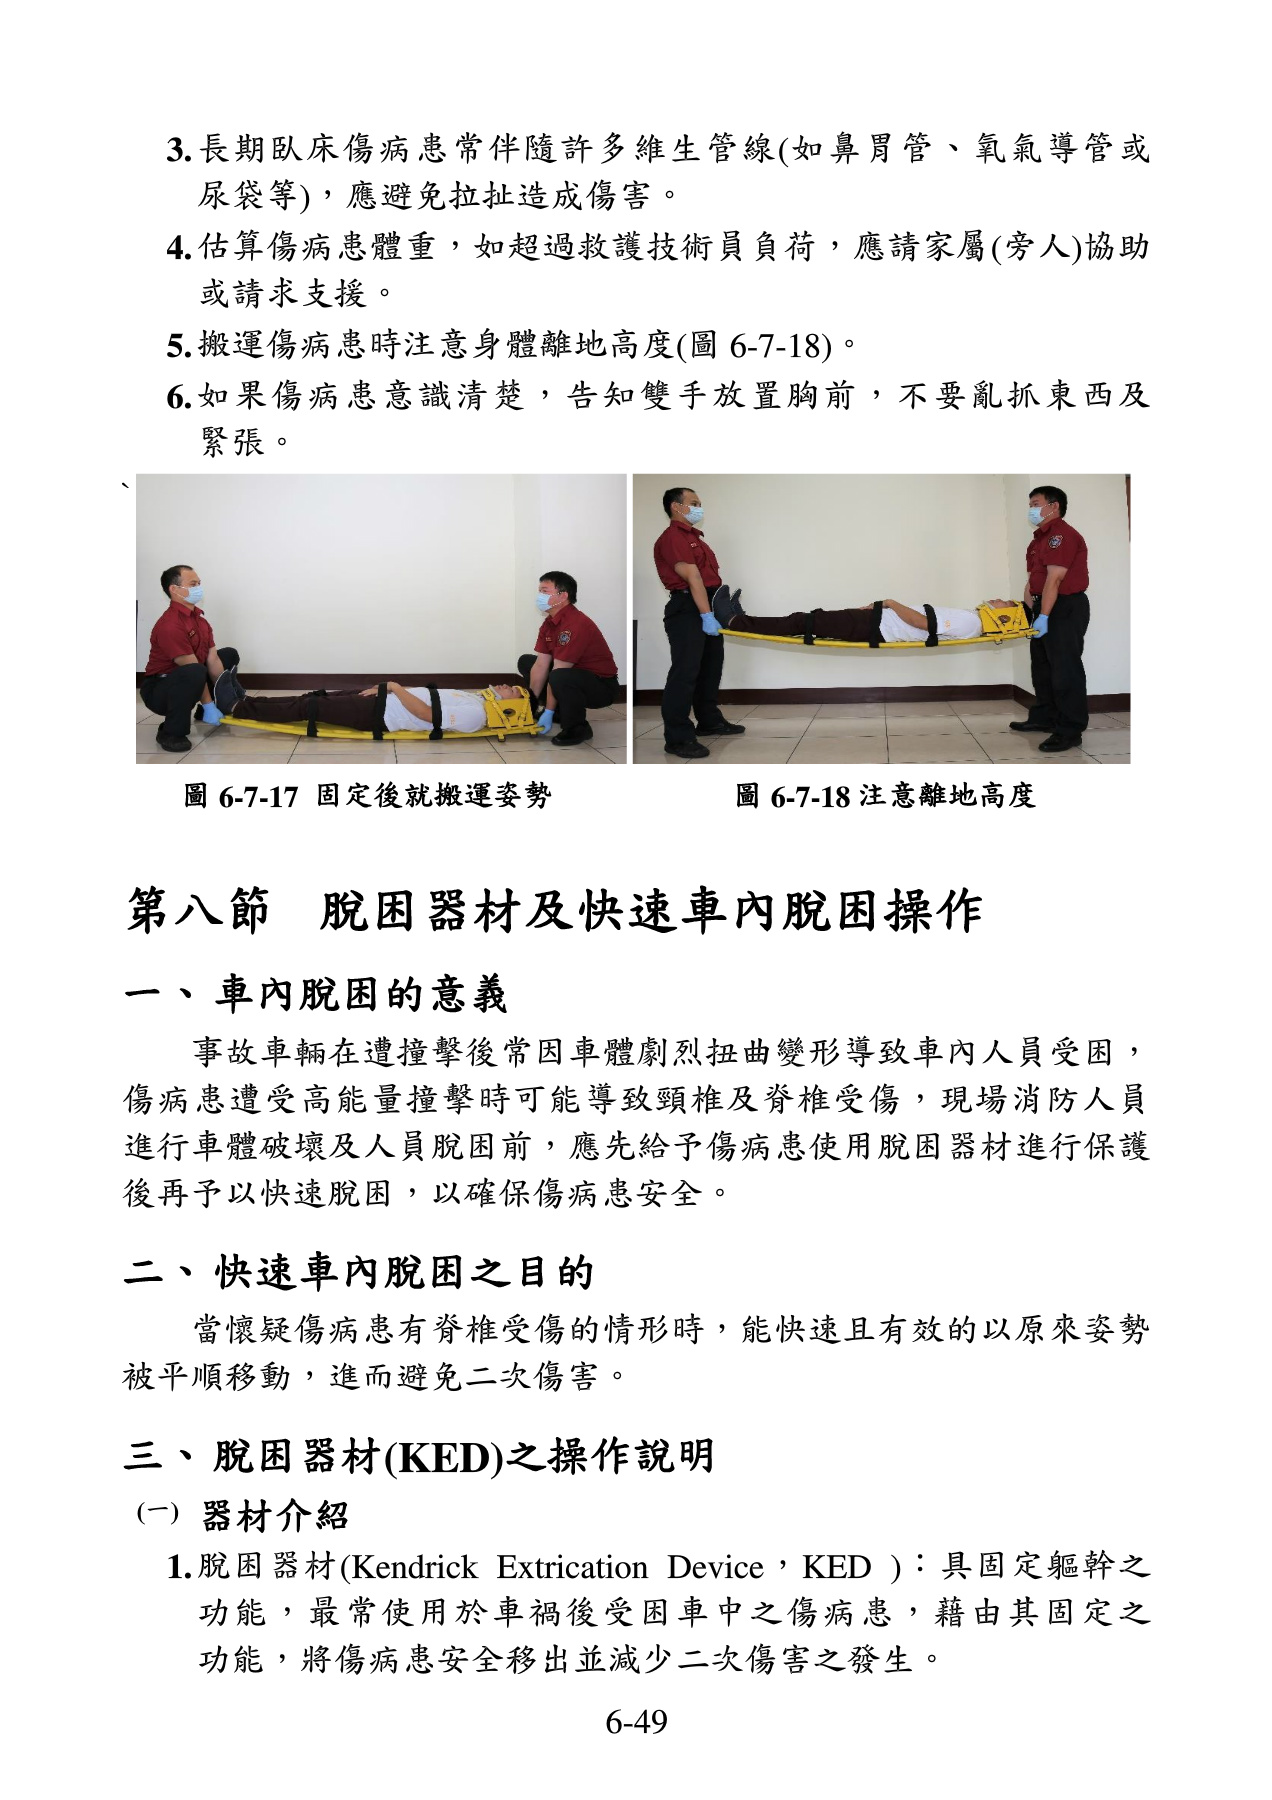 3.長期臥床傷病患常伴隨許多維生管線(如鼻胃管、氧氣導管或
尿袋等)，應避免拉扯造成傷害。
4.估算傷病患體重，如超過救護技術員負荷，應請家屬(旁人)協助
或請求支援。
5.搬運傷病患時注意身體離地高度(圖 6-7-18)。
6.如果傷病患意識清楚，告知雙手放置胸前，不要亂抓東西及
緊張。
、
圖 6-7-17 固定後就搬運姿勢
圖 6-7-18 注意離地高度
第八節 脫困器材及快速車內脫困操作
一、車內脫困的意義
事故車輛在遭撞擊後常因車體劇烈扭曲變形導致車內人員受困，
傷病患遭受高能量撞擊時可能導致頸椎及脊椎受傷，現場消防人員
進行車體破壞及人員脫困前，應先給予傷病患使用脫困器材進行保護
後再予以快速脫困，以確保傷病患安全。
二、快速車內脫困之目的
當懷疑傷病患有脊椎受傷的情形時，能快速且有效的以原來姿勢
被平順移動，進而避免二次傷害。
三、脫困器材(KED)之操作說明
(一) 器材介紹
1.脫困器材(Kendrick Extrication Device，KED )：具固定軀幹之
功能，最常使用於車禍後受困車中之傷病患，藉由其固定之
功能，將傷病患安全移出並減少二次傷害之發生。
6-49